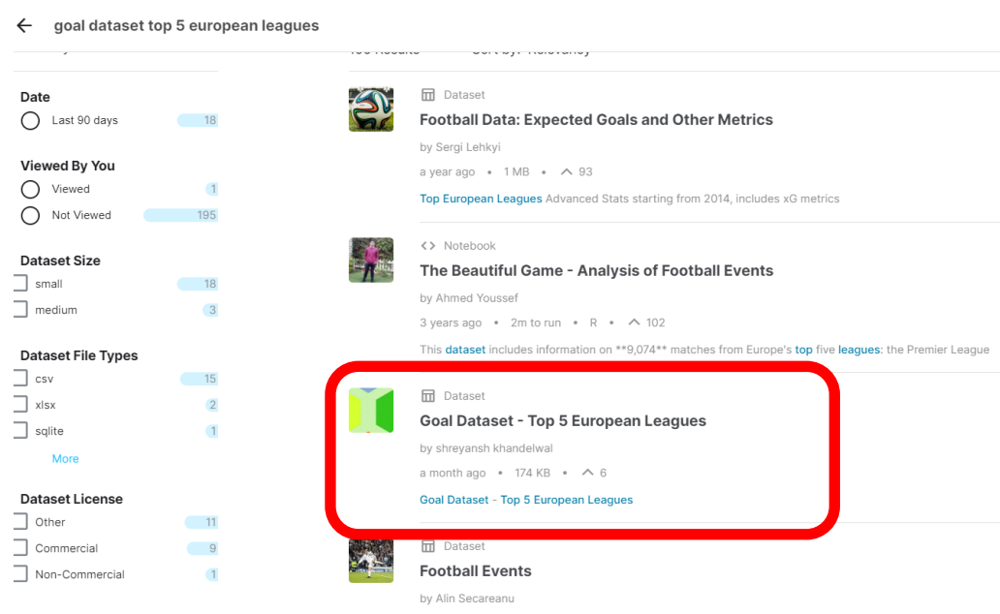 goal dataset top 5 european leagues
Sort by: Relevancy
Date
Last 90 days 18
Viewed By You
Viewed 1
Not Viewed 195
Dataset Size
small 18
medium 3
Dataset File Types
csv 15
xlsx 2
sqlite 1
More
Dataset License
Other 11
Commercial 9
Non-Commercial 1
Dataset
Football Data: Expected Goals and Other Metrics
by Sergi Lehkyi
a year ago • 1 MB • 93
Top European Leagues Advanced Stats starting from 2014, includes xG metrics
<> Notebook
The Beautiful Game - Analysis of Football Events
by Ahmed Youssef
3 years ago • 2m to run • R • 102
This dataset includes information on **9,074** matches from Europe's top five leagues: the Premier League
Dataset
Goal Dataset - Top 5 European Leagues
by shreyansh khandelwal
a month ago • 174 KB • 6
Goal Dataset - Top 5 European Leagues
Dataset
Football Events
by Alin Secareanu